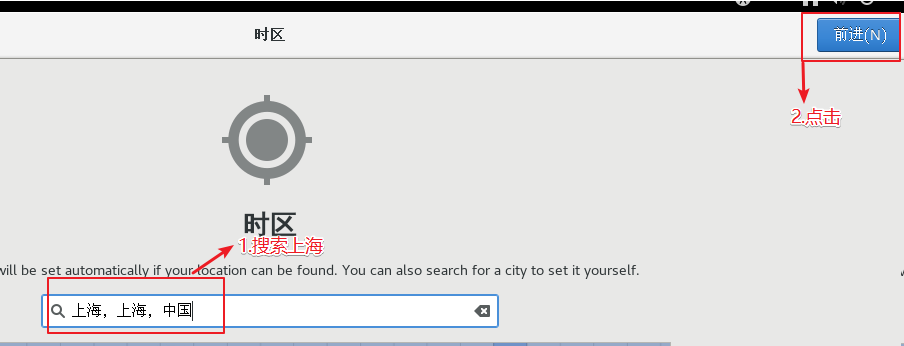 时区
前进(N)
2.点击
时区
1.搜索上海
will be set automatically if your location can be found. You can also search for a city to set it yourself.
上海，上海，中国